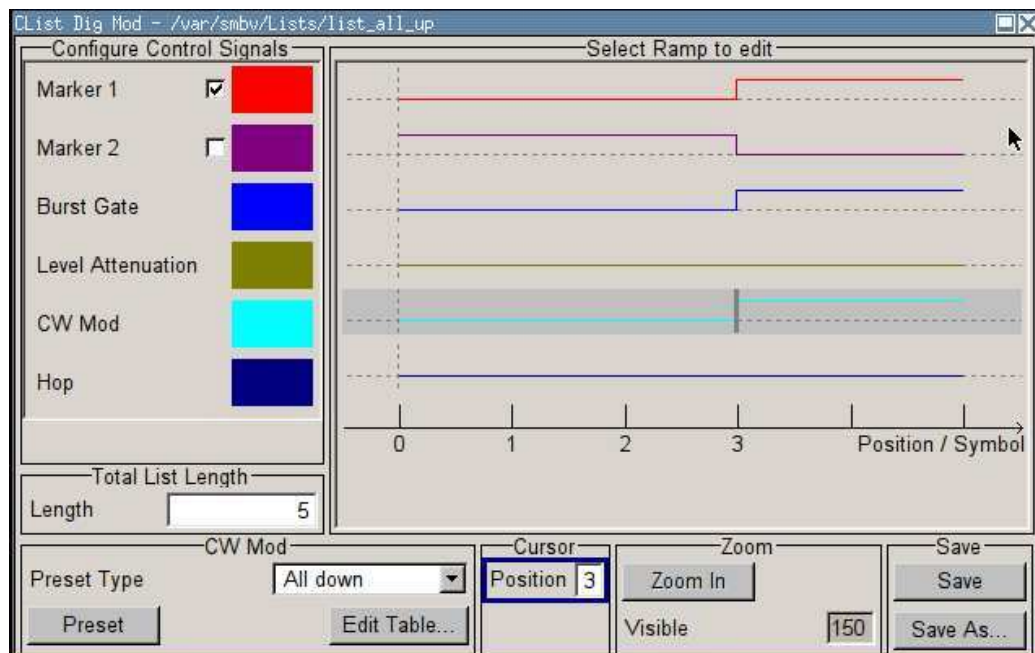 CList Dig Mod - /var/smbv/Lists/list_all_up
Configure Control Signals
Marker 1
Marker 2
Burst Gate
Level Attenuation
CW Mod
Hop
Select Ramp to edit
0 1 2 3 Position / Symbol
Total List Length
Length 5
CW Mod
Preset Type All down
Preset Edit Table...
Cursor
Position 3
Zoom
Zoom In
Visible 150
Save
Save
Save As...